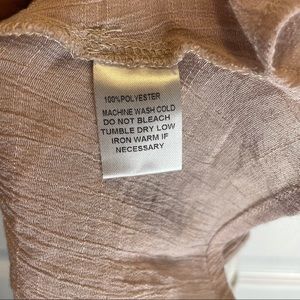 100%POLYESTER
MACHINE WASH COLD
DO NOT BLEACH
TUMBLE DRY LOW
IRON WARM IF
NECESSARY